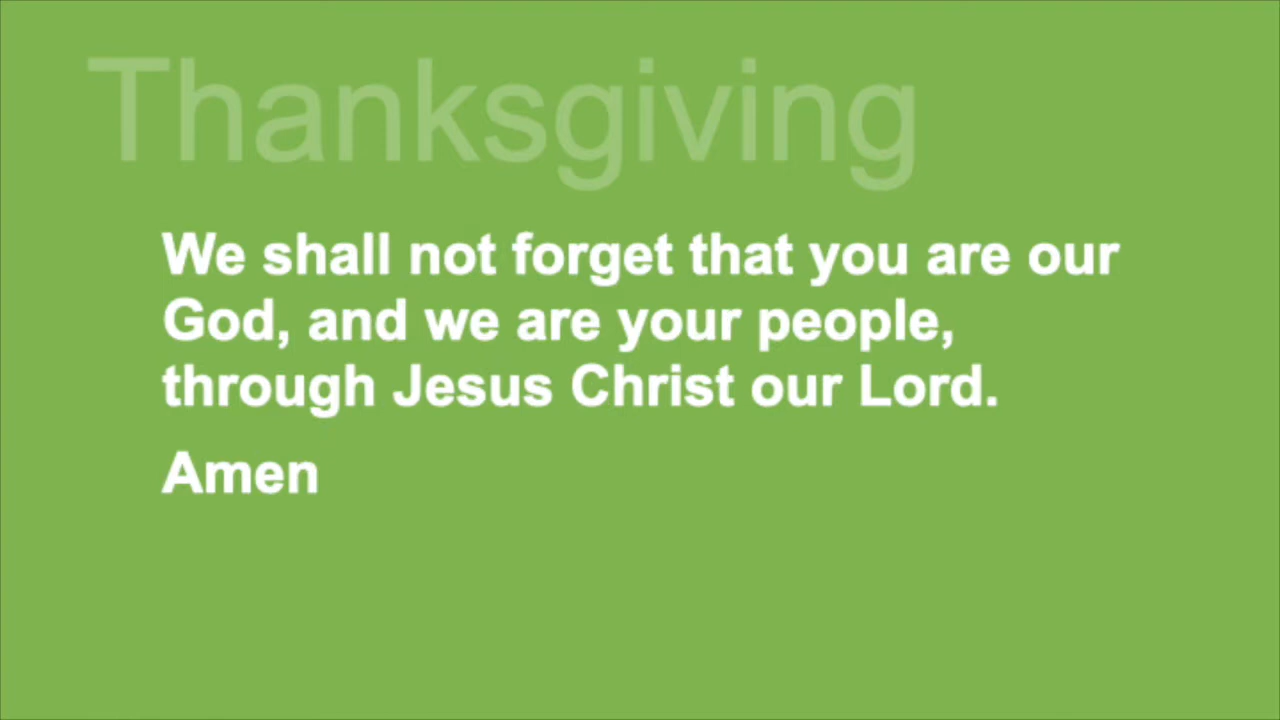 Thanksgiving
We shall not forget that you are our
God, and we are your people,
through Jesus Christ our Lord.
Amen